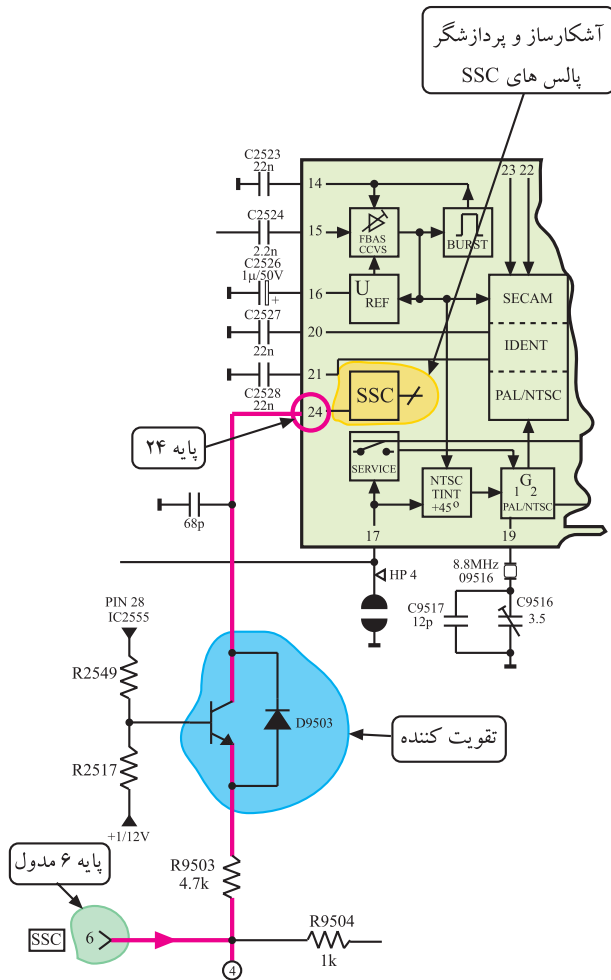 آشکارساز و پردازشگر
پالس های SSC
C2523
22n
14
23 22
C2524
2.2n
15
FBAS
CCVS
BURST
C2526
1μ/50V
+
16
U
REF
SECAM
C2527
22n
20
IDENT
21
C2528
22n
SSC
PAL/NTSC
24
پایه ۲۴
SERVICE
NTSC
TINT
+45°
G
1 2
PAL/NTSC
68p
17
19
HP 4
8.8MHz
09516
C9517
12p
C9516
3.5
PIN 28
IC2555
R2549
D9503
تقویت کننده
R2517
+1/12V
پایه ۶ مدول
R9503
4.7k
SSC
6
R9504
1k
4